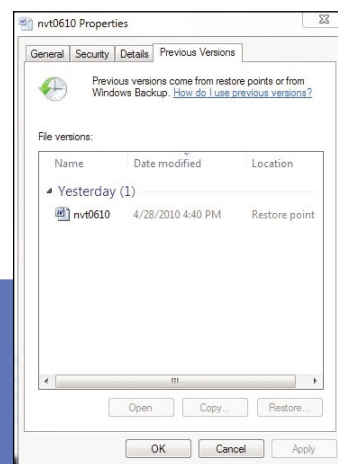 nvt0610 Properties
General Security Details Previous Versions
Previous versions come from restore points or from
Windows Backup. How do I use previous versions?
File versions:
Name Date modified Location
Yesterday (1)
nvt0610 4/28/2010 4:40 PM Restore point
Open Copy... Restore...
OK Cancel Apply